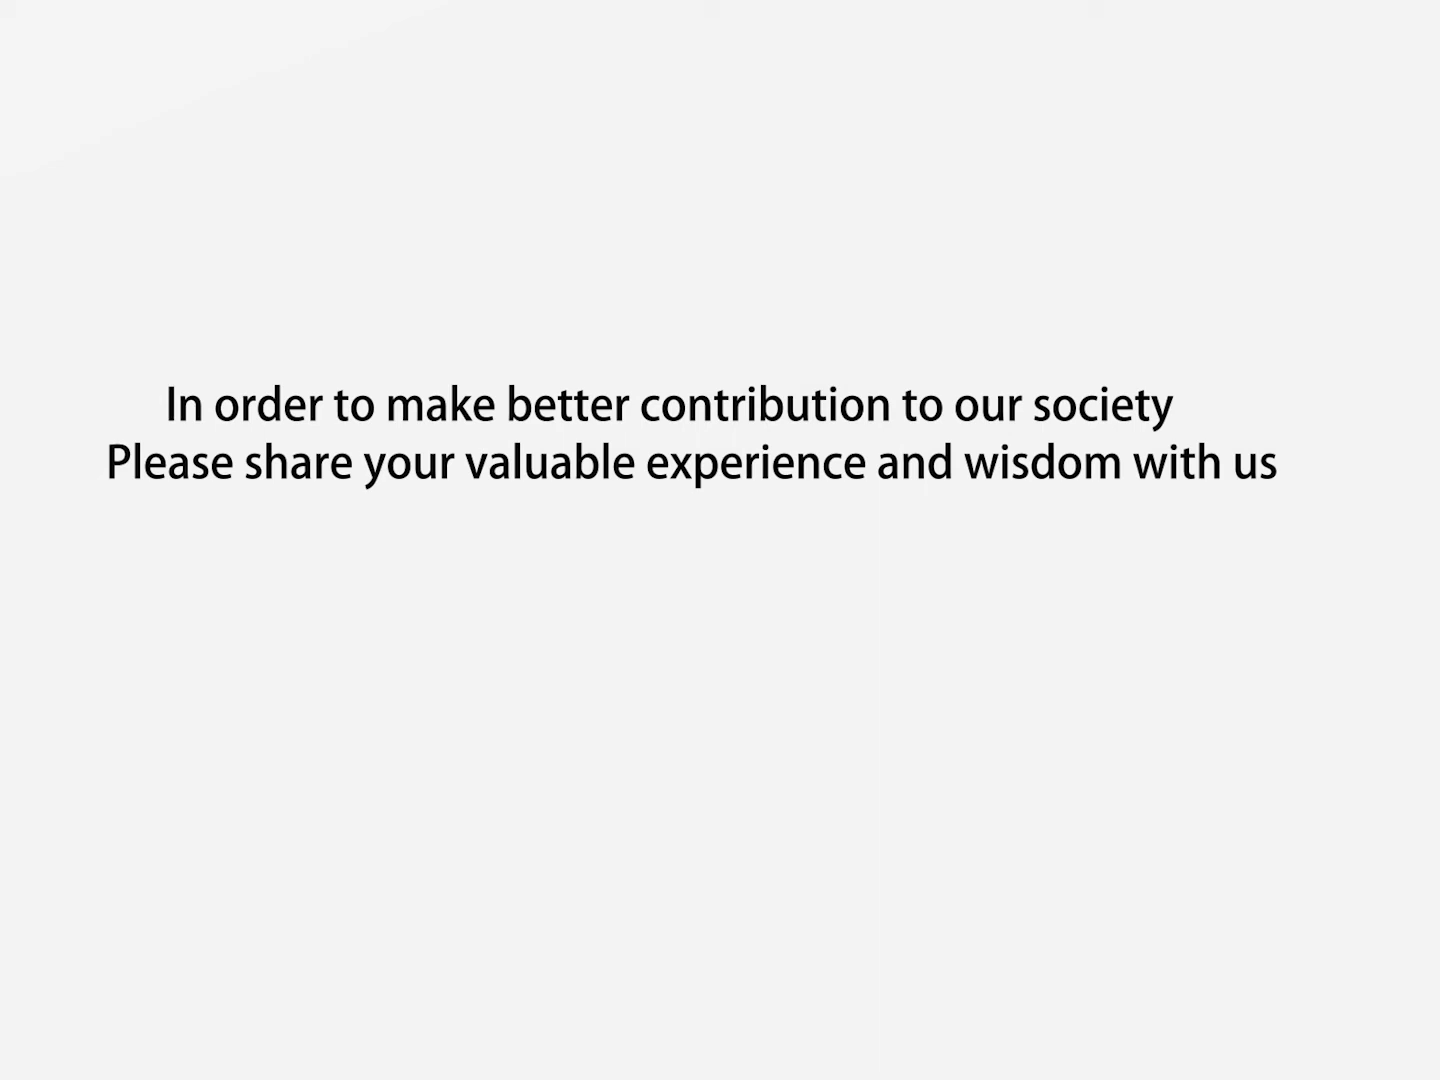 In order to make better contribution to our society
Please share your valuable experience and wisdom with us